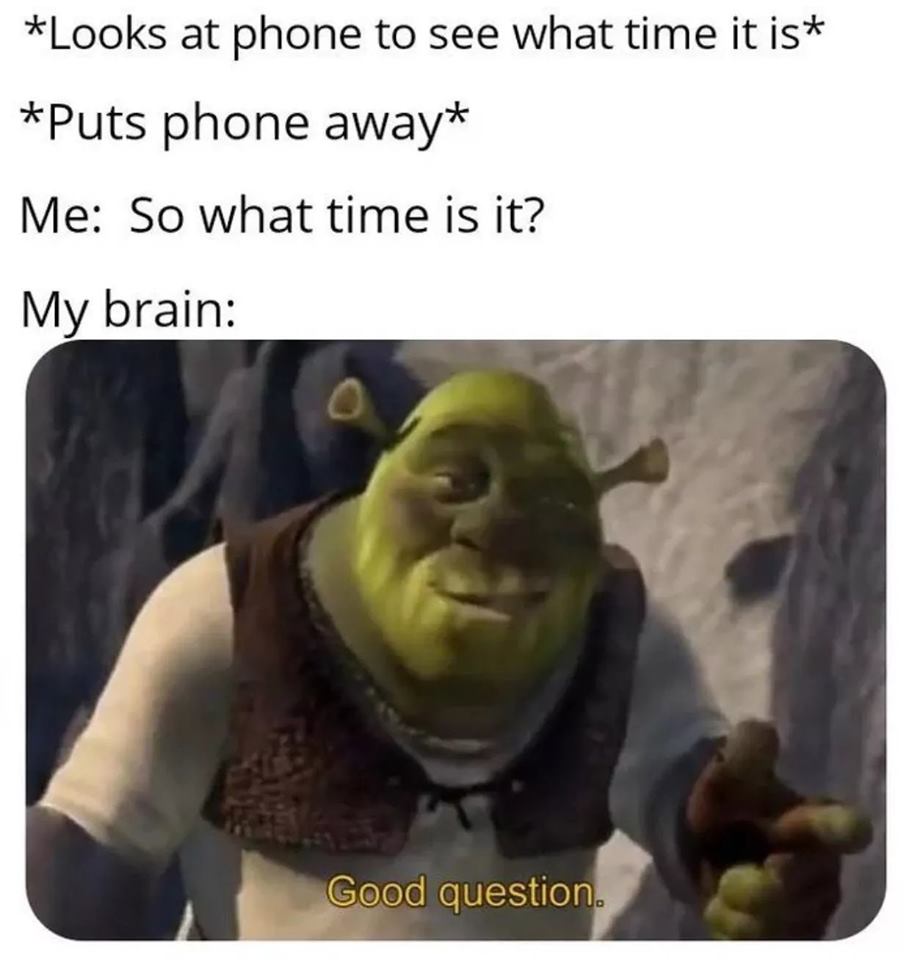 *Looks at phone to see what time it is*
*Puts phone away*
Me: So what time is it?
My brain:
Good question.